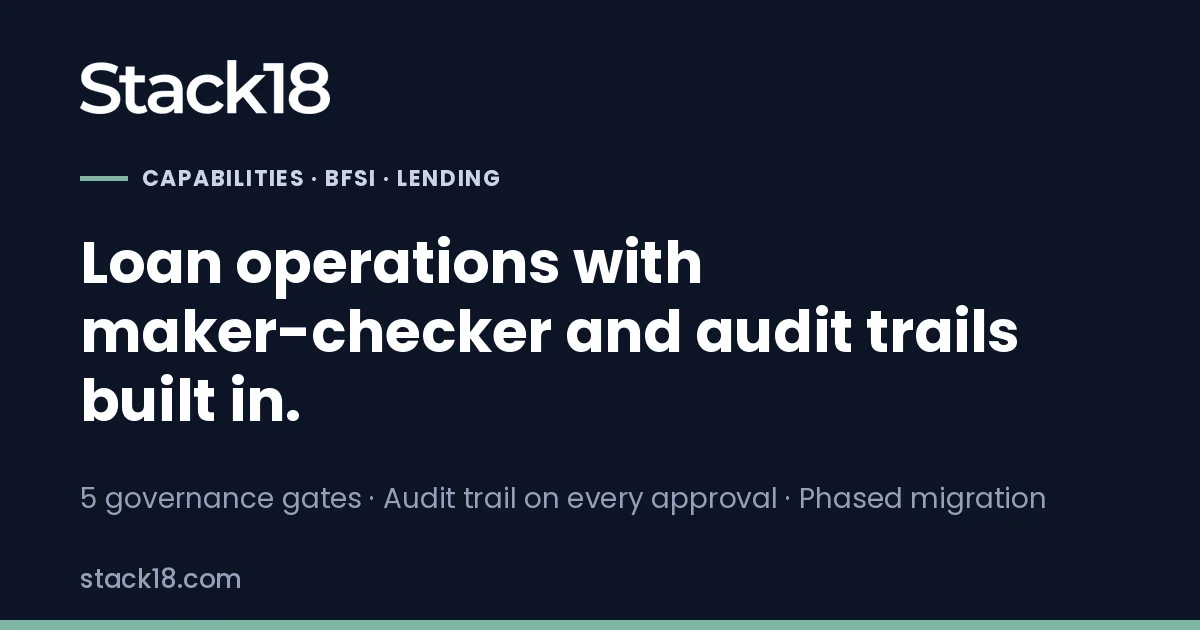 Stack18
CAPABILITIES · BFSI · LENDING
Loan operations with
maker-checker and audit trails
built in.
5 governance gates · Audit trail on every approval · Phased migration
stack18.com